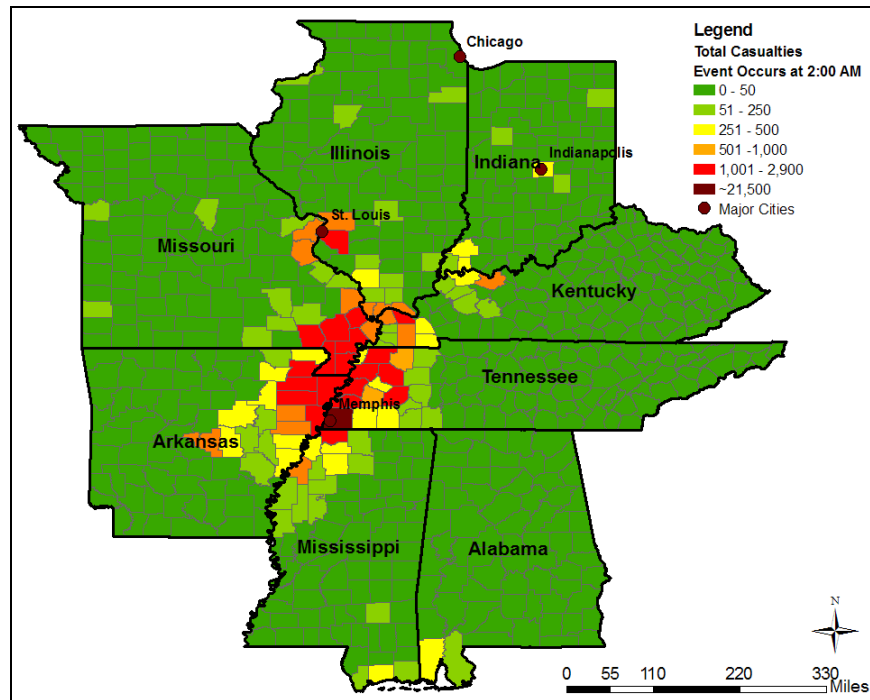 Legend
Total Casualties
Event Occurs at 2:00 AM
0 - 50
51 - 250
251 - 500
501 -1,000
1,001 - 2,900
~21,500
Major Cities
Chicago
Illinois
Indiana
Indianapolis
St. Louis
Missouri
Kentucky
Tennessee
Memphis
Arkansas
Mississippi
Alabama
N
0 55 110 220 330
Miles